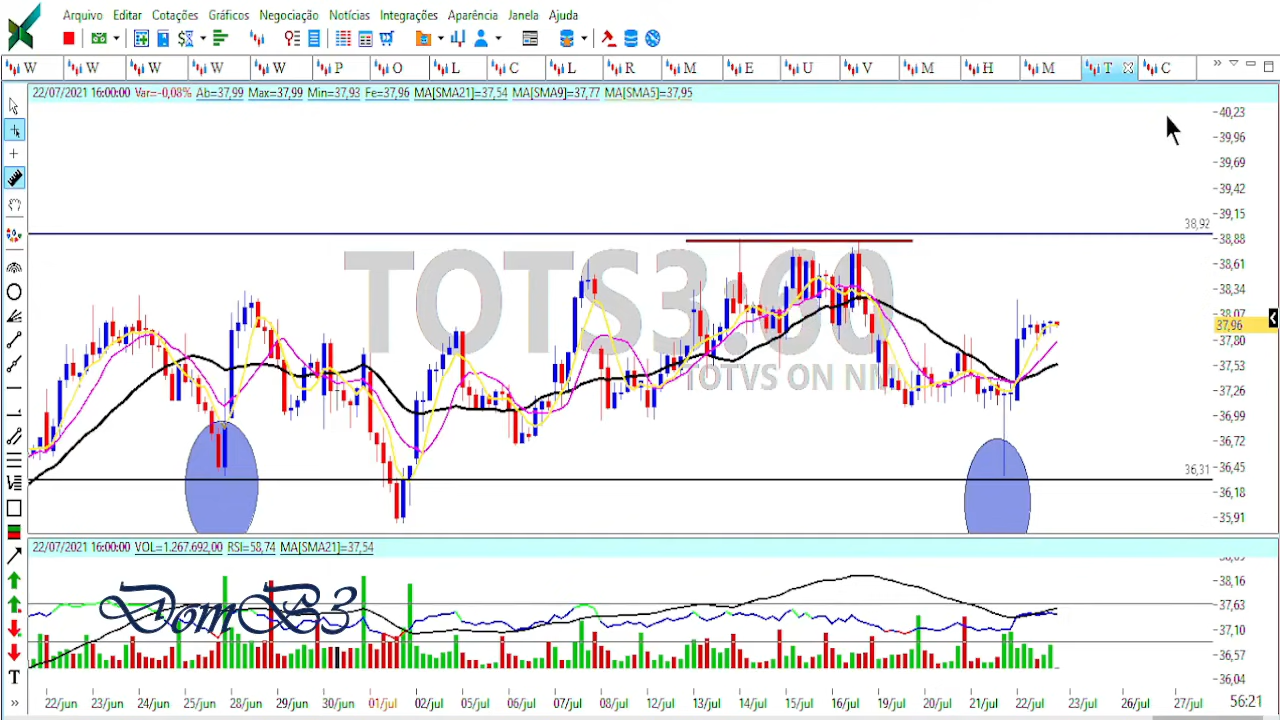 Arquivo Editar Cotações Gráficos Negociação Notícias Integrações Aparência Janela Ajuda
W W W W W P O L C L R M E U V M H M T C
22/07/2021 16:00:00 Var=-0,08% Ab=37,99 Max=37,99 Min=37,93 Fe=37,96 MA[SMA21]=37,54 MA[SMA9]=37,77 MA[SMA5]=37,95
40,23
39,96
39,69
39,42
39,15
38,92
38,88
38,61
38,34
38,07
37,96
37,80
37,53
37,26
36,99
36,72
36,45
36,31
36,18
35,91
TOTS3:60
TOTVS ON NM
22/07/2021 16:00:00 VOL=1.267.692,00 RSI=58,74 MA[SMA21]=37,54
38,16
37,63
37,10
36,57
36,04
DomB3
T
22/jun 23/jun 24/jun 25/jun 28/jun 29/jun 30/jun 01/jul 02/jul 05/jul 06/jul 07/jul 08/jul 12/jul 13/jul 14/jul 15/jul 16/jul 19/jul 20/jul 21/jul 22/jul 23/jul 26/jul 27/jul 56:21